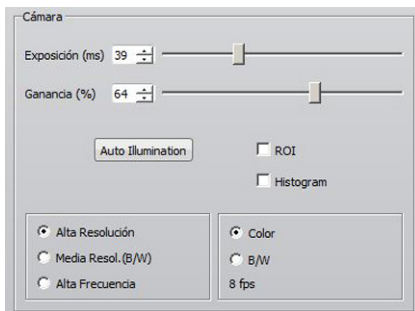 Cámara
Exposición (ms) 39
Ganancia (%) 64
Auto Illumination
ROI
Histogram
Alta Resolución
Media Resol.(B/W)
Alta Frecuencia
Color
B/W
8 fps